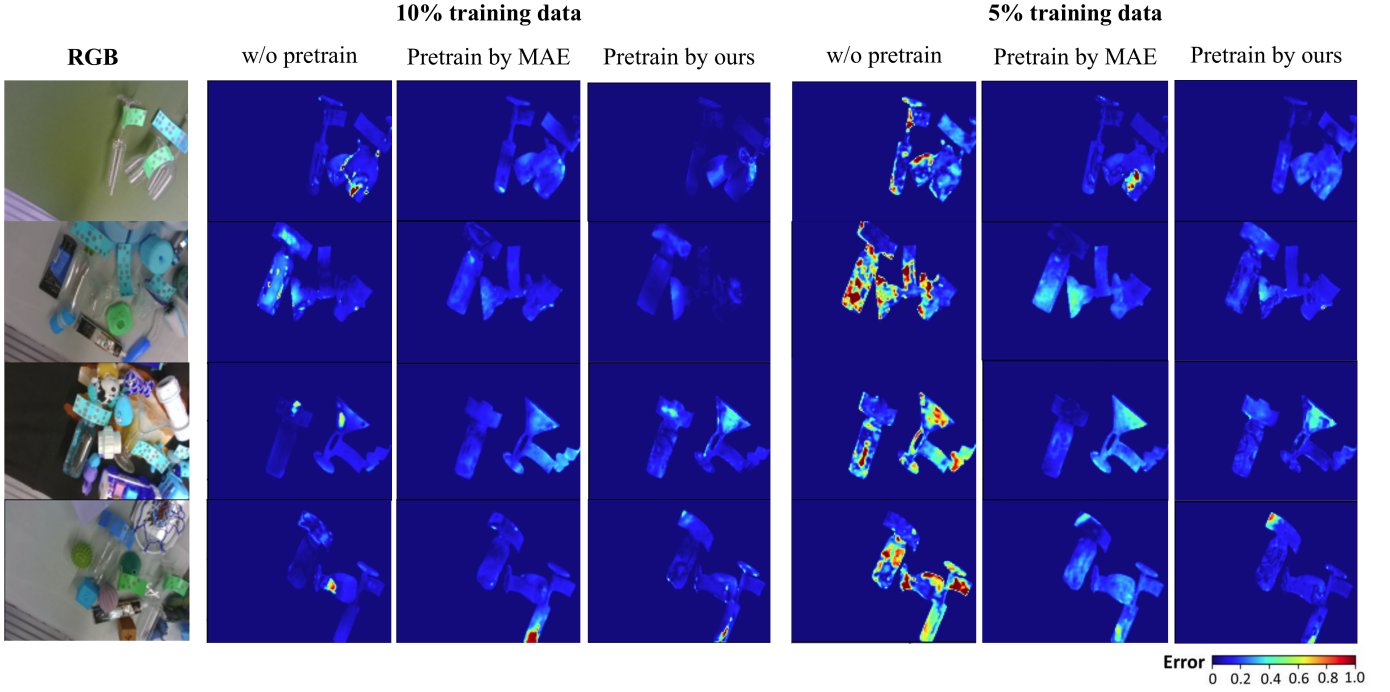 10% training data
5% training data
RGB
w/o pretrain
Pretrain by MAE
Pretrain by ours
w/o pretrain
Pretrain by MAE
Pretrain by ours
Error
0 0.2 0.4 0.6 0.8 1.0